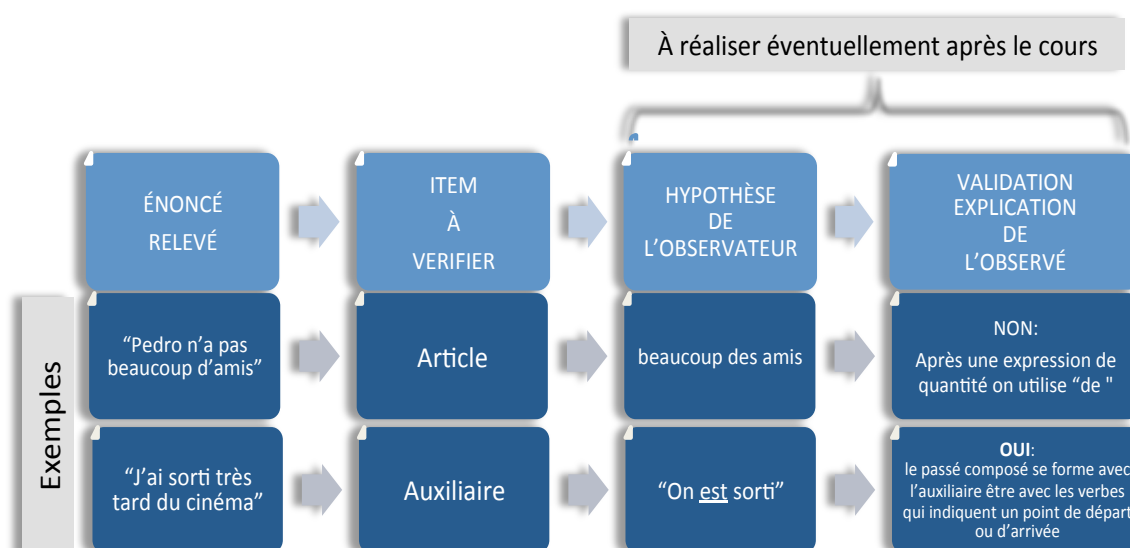 À réaliser éventuellement après le cours
ÉNONCÉ
RELEVÉ
ITEM
À
VERIFIER
HYPOTHÈSE
DE
L’OBSERVATEUR
VALIDATION
EXPLICATION
DE
L’OBSERVÉ
Exemples
“Pedro n’a pas
beaucoup d’amis”
Article
beaucoup des amis
NON:
Après une expression de
quantité on utilise “de "
“J’ai sorti très
tard du cinéma”
Auxiliaire
“On est sorti”
OUI:
le passé composé se forme avec
l’auxiliaire être avec les verbes
qui indiquent un point de départ
ou d’arrivée